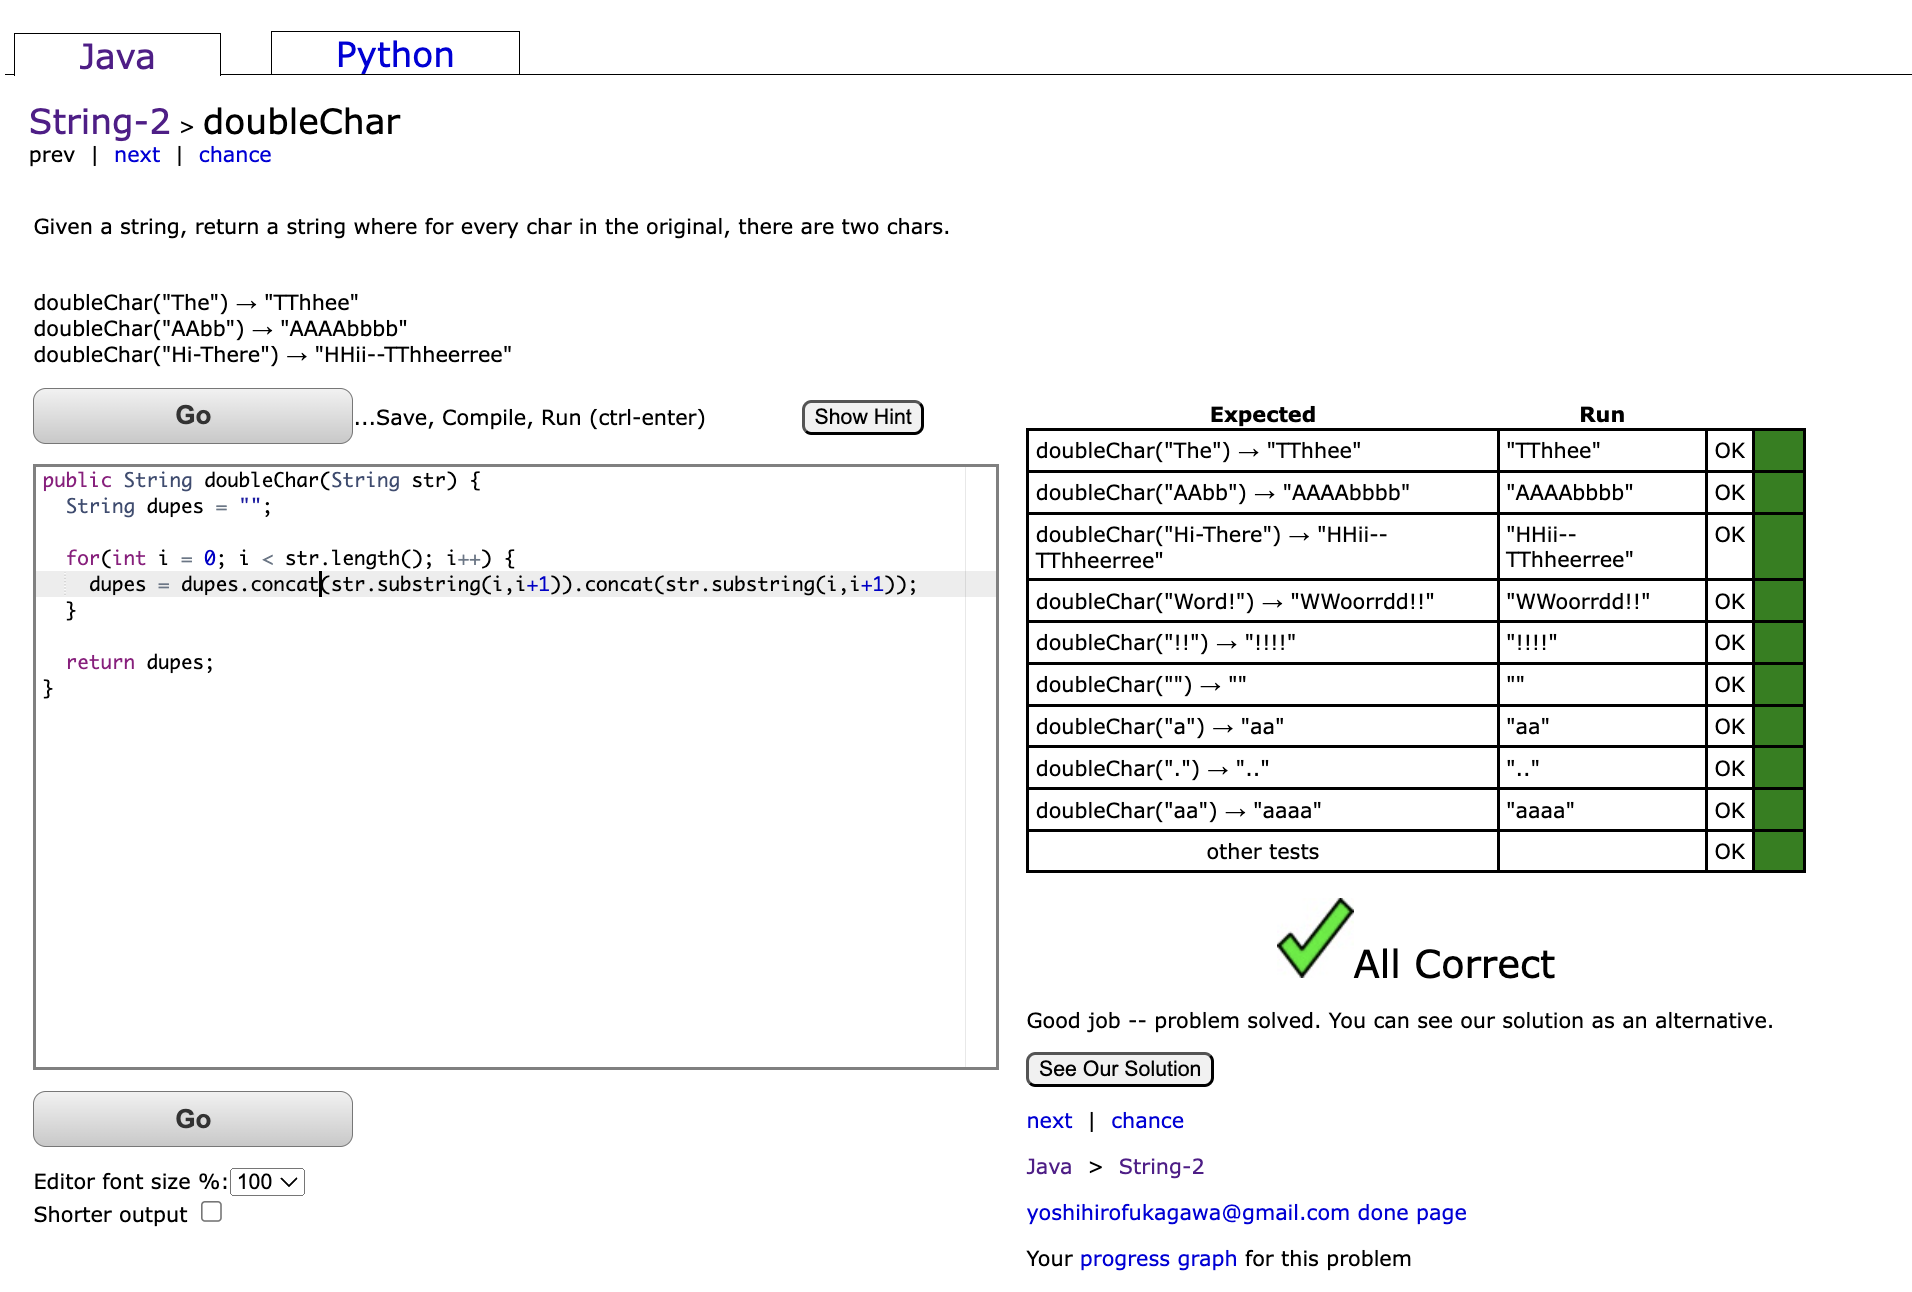 Java
Python
String-2 > doubleChar
prev | next | chance
Given a string, return a string where for every char in the original, there are two chars.
doubleChar("The") → "TThhee"
doubleChar("AAbb") → "AAAAbbbb"
doubleChar("Hi-There") → "HHii--TThheerree"
Go
...Save, Compile, Run (ctrl-enter)
Show Hint
public String doubleChar(String str) {
  String dupes = "";
  for(int i = 0; i < str.length(); i++) {
    dupes = dupes.concat(str.substring(i,i+1)).concat(str.substring(i,i+1));
  }
  return dupes;
}
Go
Editor font size %: 100
Shorter output
Expected Run
doubleChar("The") → "TThhee" "TThhee" OK
doubleChar("AAbb") → "AAAAbbbb" "AAAAbbbb" OK
doubleChar("Hi-There") → "HHii-- "HHii-- OK
TThheerree" TThheerree"
doubleChar("Word!") → "WWoorrdd!!" "WWoorrdd!!" OK
doubleChar("!!") → "!!!!" "!!!!" OK
doubleChar("") → "" "" OK
doubleChar("a") → "aa" "aa" OK
doubleChar(".") → ".." ".." OK
doubleChar("aa") → "aaaa" "aaaa" OK
other tests OK
All Correct
Good job -- problem solved. You can see our solution as an alternative.
See Our Solution
next | chance
Java > String-2
yoshihirofukagawa@gmail.com done page
Your progress graph for this problem